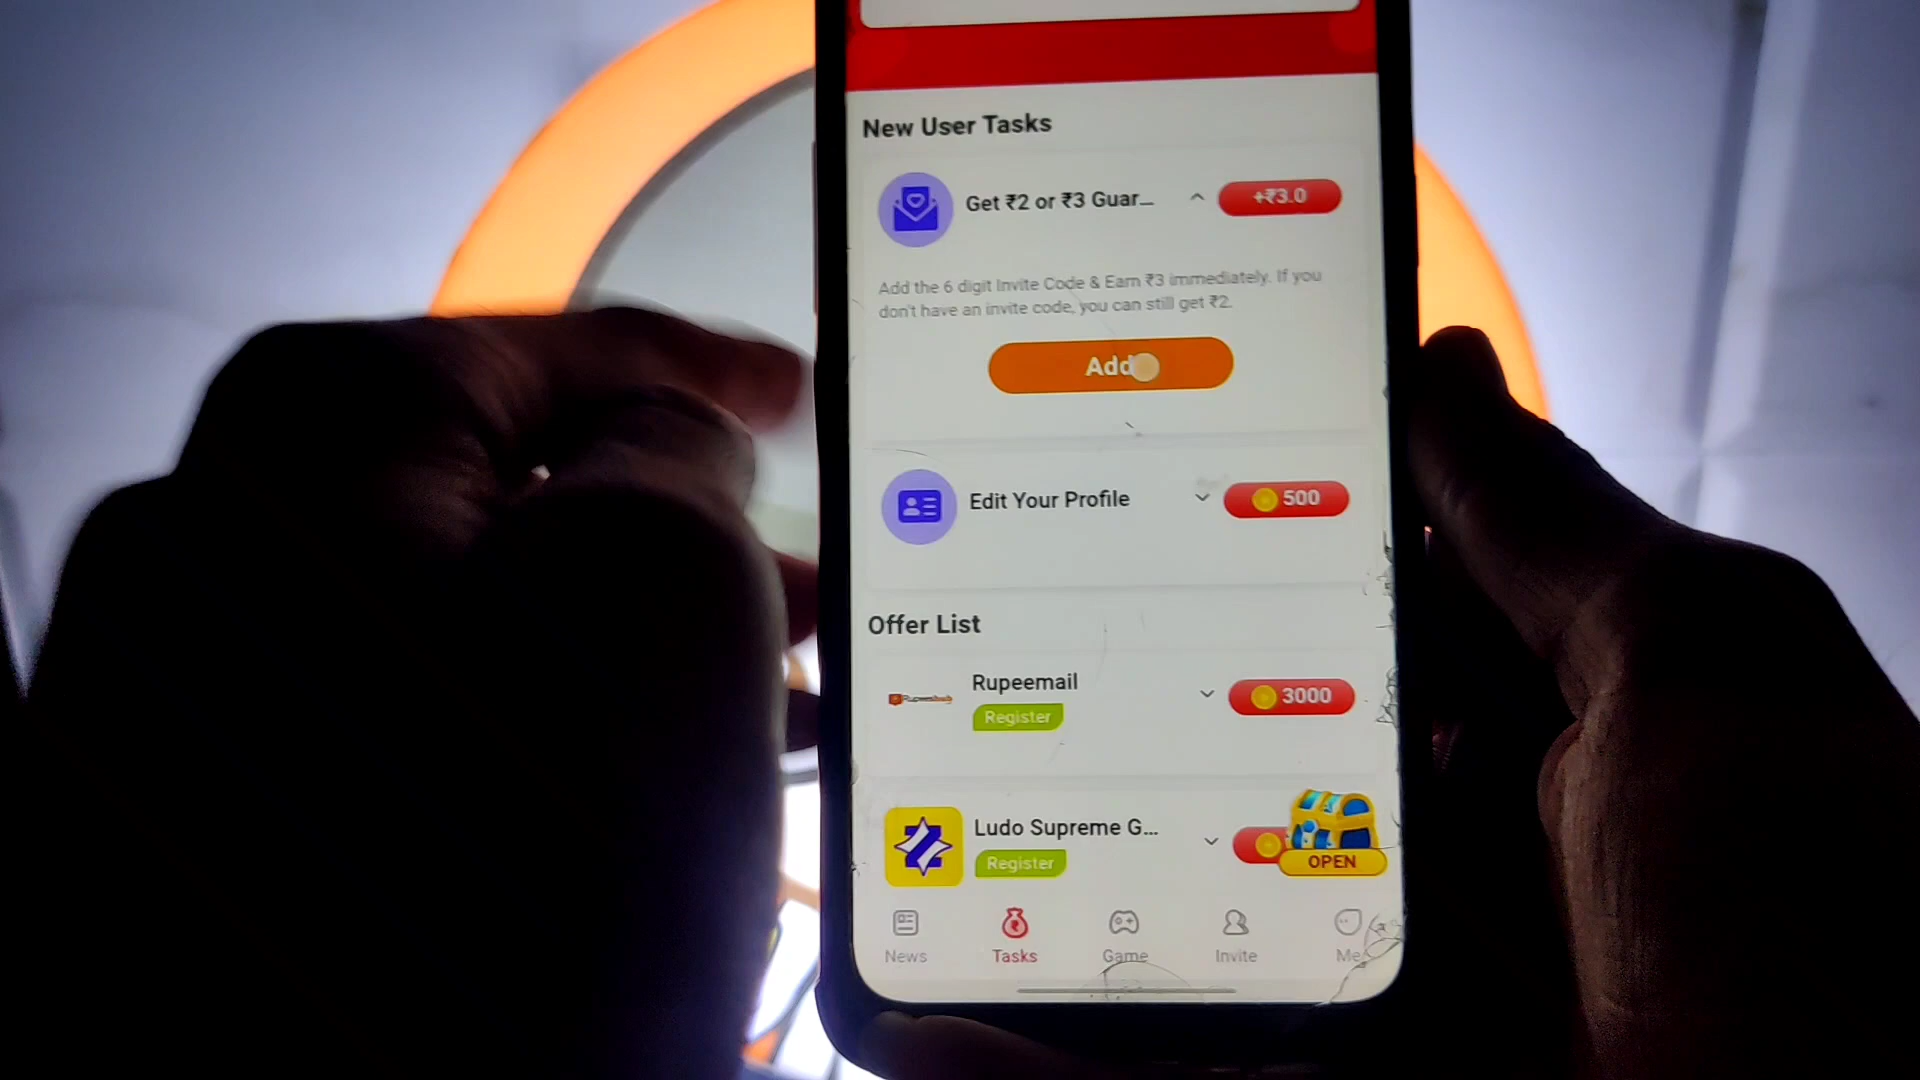 New User Tasks
Get ₹2 or ₹3 Guar...
+₹3.0
Add the 6 digit Invite Code & Earn ₹3 immediately. If you
don't have an invite code, you can still get ₹2.
Add
Edit Your Profile
500
Offer List
Rupeemail
Register
3000
Ludo Supreme G...
Register
OPEN
News
Tasks
Game
Invite
Me